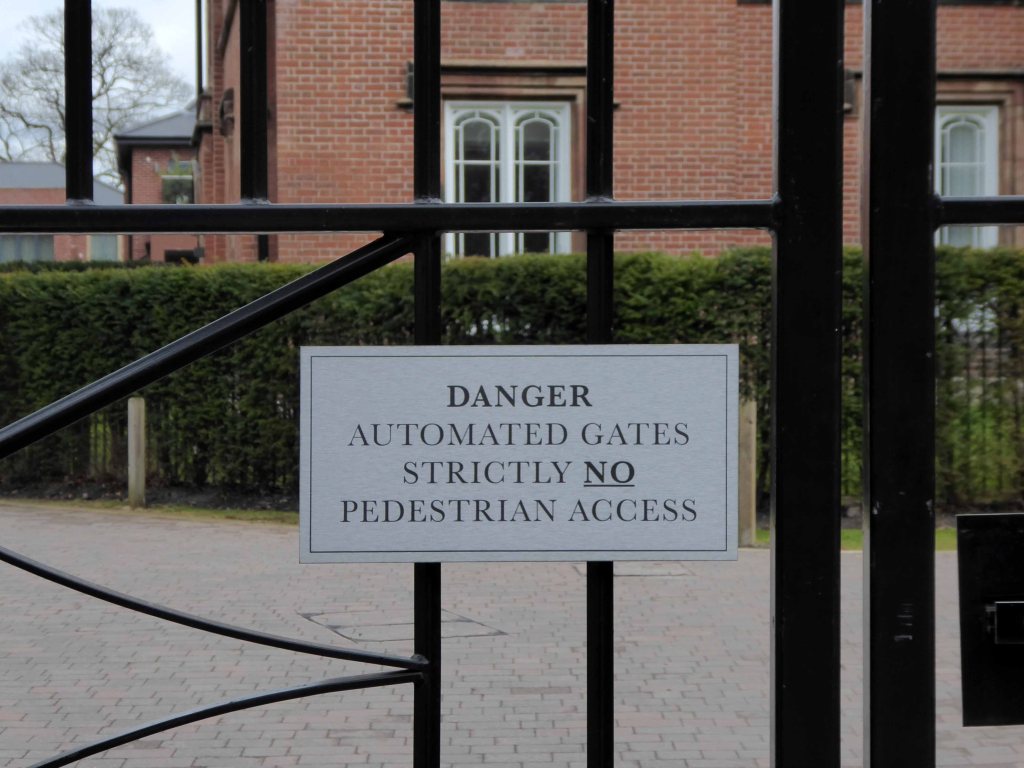 DANGER
AUTOMATED GATES
STRICTLY NO
PEDESTRIAN ACCESS